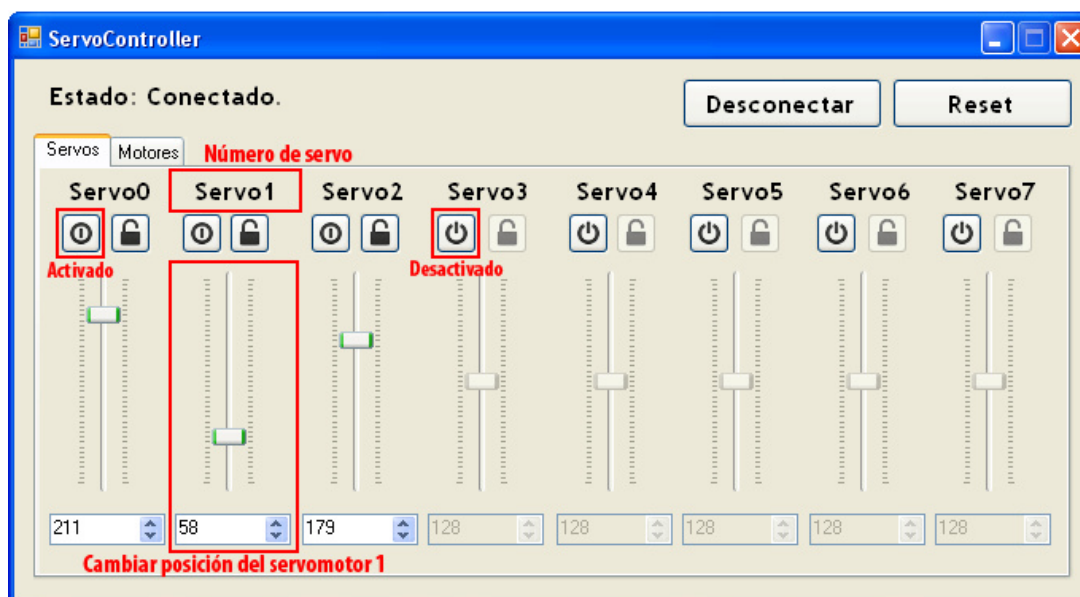 ServoController
Estado: Conectado.
Desconectar
Reset
Servos
Motores
Número de servo
Servo0
Servo1
Servo2
Servo3
Servo4
Servo5
Servo6
Servo7
Activado
Desactivado
211
58
179
128
128
128
128
128
Cambiar posición del servomotor 1